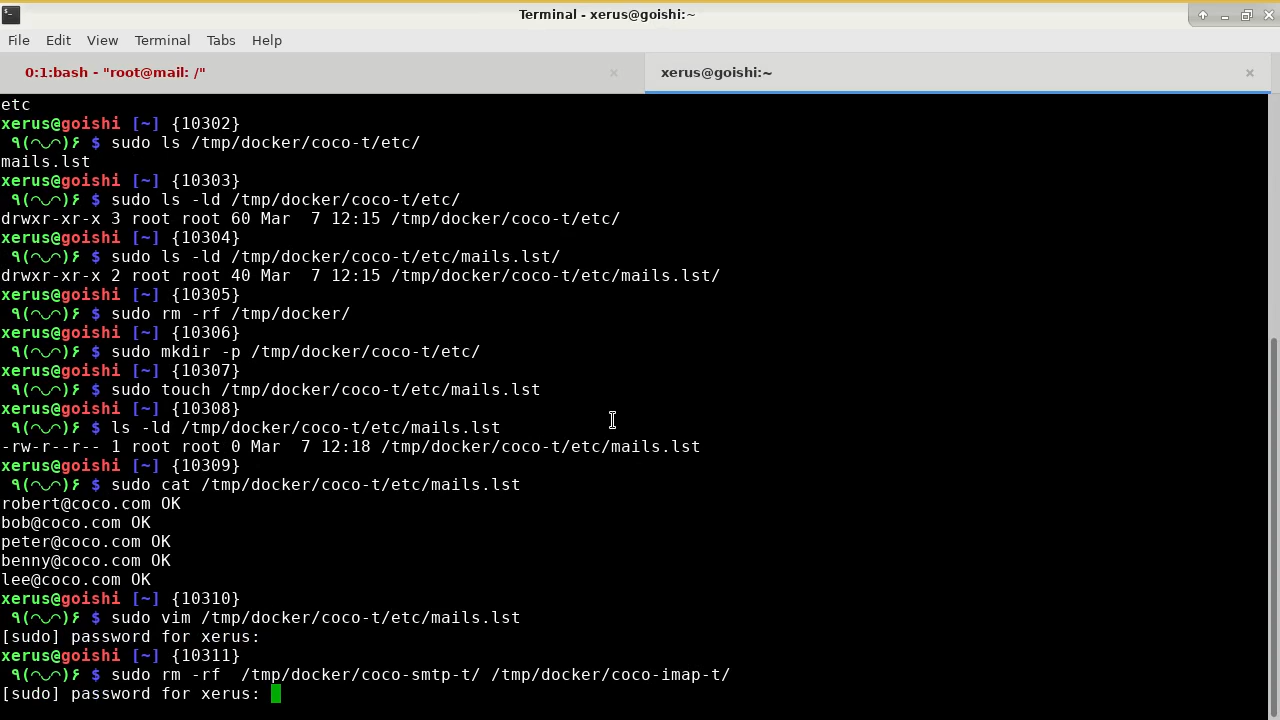 Terminal - xerus@goishi:~
File Edit View Terminal Tabs Help
0:1:bash - "root@mail: /"
xerus@goishi:~
etc
xerus@goishi [~] {10302}
٩(◠◡◠)۶ $ sudo ls /tmp/docker/coco-t/etc/
mails.lst
xerus@goishi [~] {10303}
٩(◠◡◠)۶ $ sudo ls -ld /tmp/docker/coco-t/etc/
drwxr-xr-x 3 root root 60 Mar  7 12:15 /tmp/docker/coco-t/etc/
xerus@goishi [~] {10304}
٩(◠◡◠)۶ $ sudo ls -ld /tmp/docker/coco-t/etc/mails.lst/
drwxr-xr-x 2 root root 40 Mar  7 12:15 /tmp/docker/coco-t/etc/mails.lst/
xerus@goishi [~] {10305}
٩(◠◡◠)۶ $ sudo rm -rf /tmp/docker/
xerus@goishi [~] {10306}
٩(◠◡◠)۶ $ sudo mkdir -p /tmp/docker/coco-t/etc/
xerus@goishi [~] {10307}
٩(◠◡◠)۶ $ sudo touch /tmp/docker/coco-t/etc/mails.lst
xerus@goishi [~] {10308}
٩(◠◡◠)۶ $ ls -ld /tmp/docker/coco-t/etc/mails.lst
-rw-r--r-- 1 root root 0 Mar  7 12:18 /tmp/docker/coco-t/etc/mails.lst
xerus@goishi [~] {10309}
٩(◠◡◠)۶ $ sudo cat /tmp/docker/coco-t/etc/mails.lst
robert@coco.com OK
bob@coco.com OK
peter@coco.com OK
benny@coco.com OK
lee@coco.com OK
xerus@goishi [~] {10310}
٩(◠◡◠)۶ $ sudo vim /tmp/docker/coco-t/etc/mails.lst
[sudo] password for xerus:
xerus@goishi [~] {10311}
٩(◠◡◠)۶ $ sudo rm -rf  /tmp/docker/coco-smtp-t/ /tmp/docker/coco-imap-t/
[sudo] password for xerus: